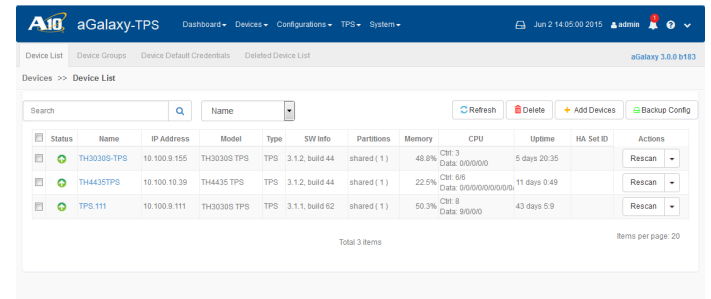 A10 aGalaxy-TPS Dashboard Devices Configurations TPS System Jun 2 14:05:00 2015 admin 1
Device List Device Groups Device Default Credentials Deleted Device List aGalaxy 3.0.0 b183
Devices >> Device List
Search Name Refresh Delete + Add Devices Backup Config
Status Name IP Address Model Type SW Info Partitions Memory CPU Uptime HA Set ID Actions
TH3030S-TPS 10.100.9.155 TH3030S TPS TPS 3.1.2, build 44 shared ( 1 ) 48.8% Ctrl: 3 5 days 20:35 Rescan
Data: 0/0/0/0
TH4435TPS 10.100.10.39 TH4435 TPS TPS 3.1.2, build 44 shared ( 1 ) 22.5% Ctrl: 6/6 11 days 0:49 Rescan
Data: 0/0/0/0/0/0/0/0/
TPS.111 10.100.9.111 TH3030S TPS TPS 3.1.1, build 62 shared ( 1 ) 50.3% Ctrl: 8 43 days 5:9 Rescan
Data: 9/0/0/0
Total 3 items
Items per page: 20